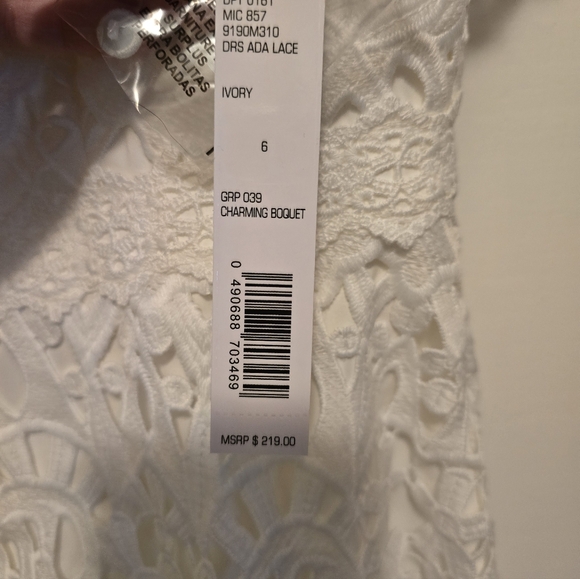 MIC 857
9190M310
DRS ADA LACE
IVORY
6
GRP 039
CHARMING BOQUET
0 490688 703469
MSRP $ 219.00
SURPLUS
BOLITAS
PERFORADAS